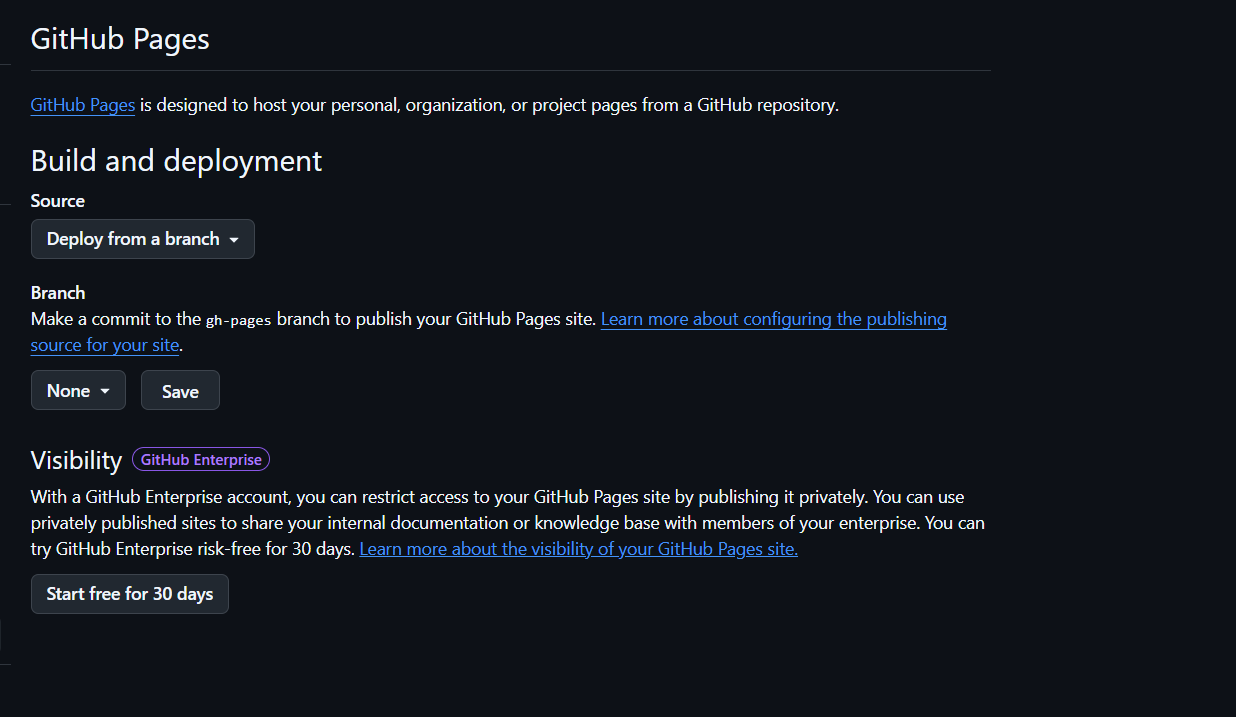 GitHub Pages
GitHub Pages is designed to host your personal, organization, or project pages from a GitHub repository.
Build and deployment
Source
Deploy from a branch
Branch
Make a commit to the gh-pages branch to publish your GitHub Pages site. Learn more about configuring the publishing
source for your site.
None Save
Visibility GitHub Enterprise
With a GitHub Enterprise account, you can restrict access to your GitHub Pages site by publishing it privately. You can use
privately published sites to share your internal documentation or knowledge base with members of your enterprise. You can
try GitHub Enterprise risk-free for 30 days. Learn more about the visibility of your GitHub Pages site.
Start free for 30 days